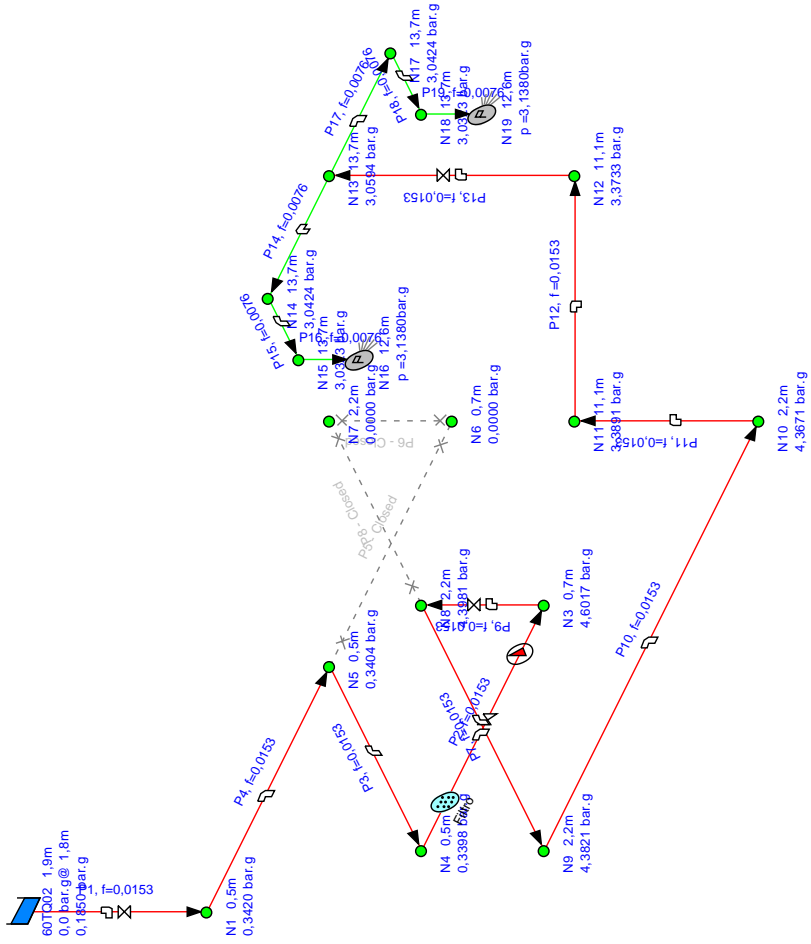 P17, f=0,0076
N17 13,7m
3,0424 bar.g
P18, f=0,0076
P19, f=0,0076
N18 13,7m
N19 12,6m
p =3,1380bar.g
N13 13,7m
3,0594 bar.g
P14, f=0,0076
P13, f=0,0153
N12 11,1m
3,3733 bar.g
P15, f=0,0076
N14 13,7m
3,0424 bar.g
P12, f=0,0153
P16, f=0,0076
N15 13,7m
N16 12,6m
p =3,1380bar.g
N7 2,2m
0,0000 bar.g
P6 - Closed
N6 0,7m
0,0000 bar.g
N11 11,1m
3,3891 bar.g
P11, f=0,0153
N10 2,2m
4,3671 bar.g
P8 - Closed
P5 - Closed
N8 2,2m
4,3981 bar.g
P9, f=0,0153
N3 0,7m
4,6017 bar.g
P10, f=0,0153
N5 0,5m
0,3404 bar.g
P4, f=0,0153
P3, f=0,0153
P2, f=0,0153
Filtro
N4 0,5m
0,3398 bar.g
N9 2,2m
4,3821 bar.g
60TQ02 1,9m
0,0 bar.g@ 1,8m
0,1850 bar.g
P1, f=0,0153
N1 0,5m
0,3420 bar.g